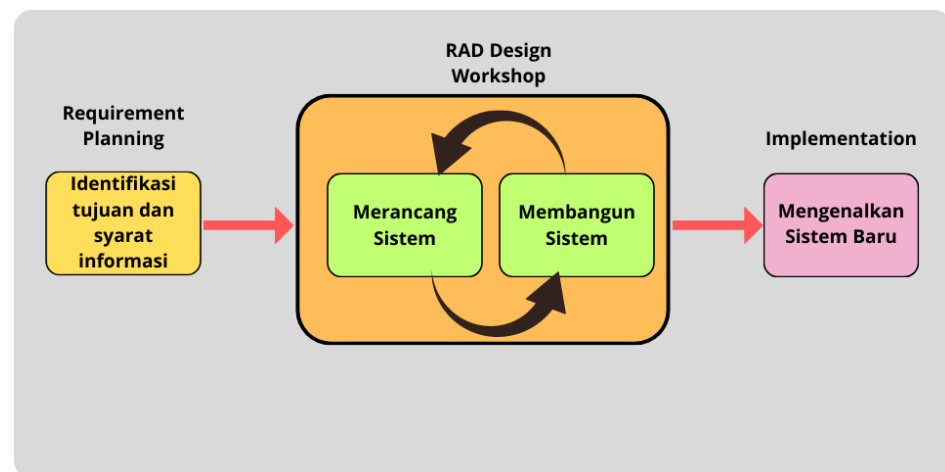 Requirement
Planning
Identifikasi
tujuan dan
syarat
informasi
RAD Design
Workshop
Merancang
Sistem
Membangun
Sistem
Implementation
Mengenalkan
Sistem Baru